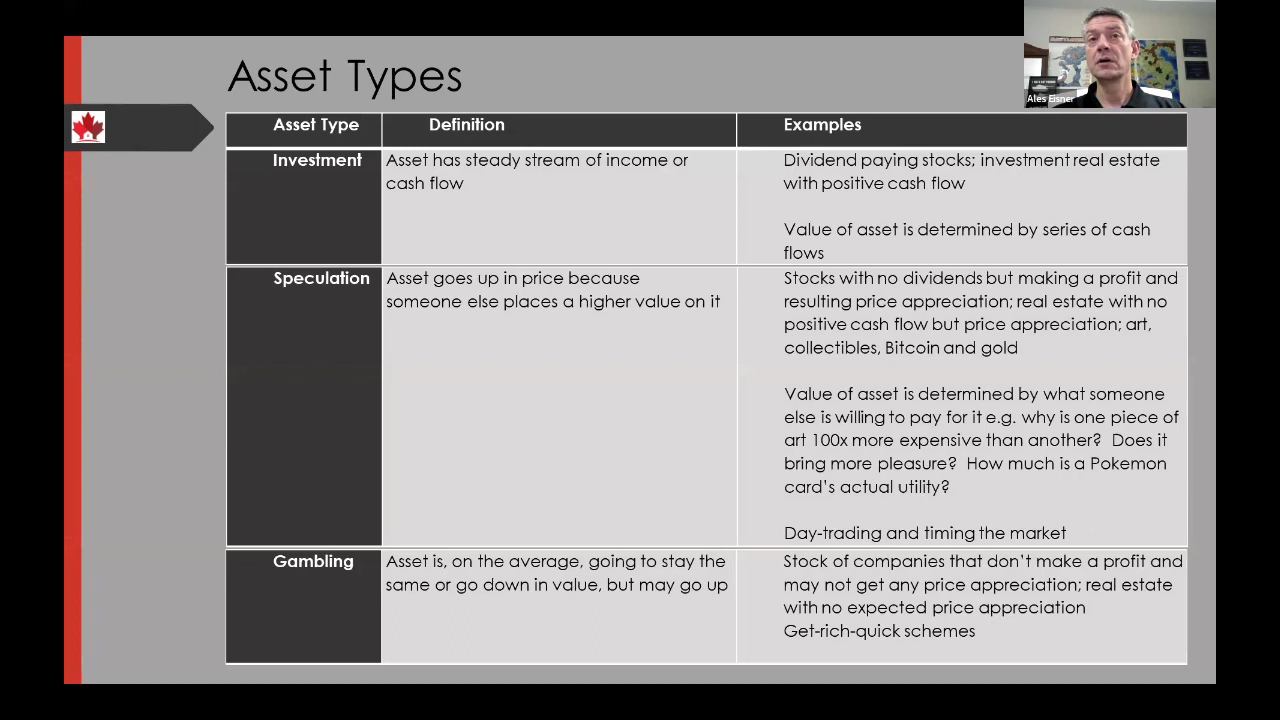 Asset Types
Ales Eisner
Asset Type
Definition
Examples
Investment
Asset has steady stream of income or
cash flow
Dividend paying stocks; investment real estate
with positive cash flow
Value of asset is determined by series of cash
flows
Speculation
Asset goes up in price because
someone else places a higher value on it
Stocks with no dividends but making a profit and
resulting price appreciation; real estate with no
positive cash flow but price appreciation; art,
collectibles, Bitcoin and gold
Value of asset is determined by what someone
else is willing to pay for it e.g. why is one piece of
art 100x more expensive than another?  Does it
bring more pleasure?  How much is a Pokemon
card's actual utility?
Day-trading and timing the market
Gambling
Asset is, on the average, going to stay the
same or go down in value, but may go up
Stock of companies that don't make a profit and
may not get any price appreciation; real estate
with no expected price appreciation
Get-rich-quick schemes